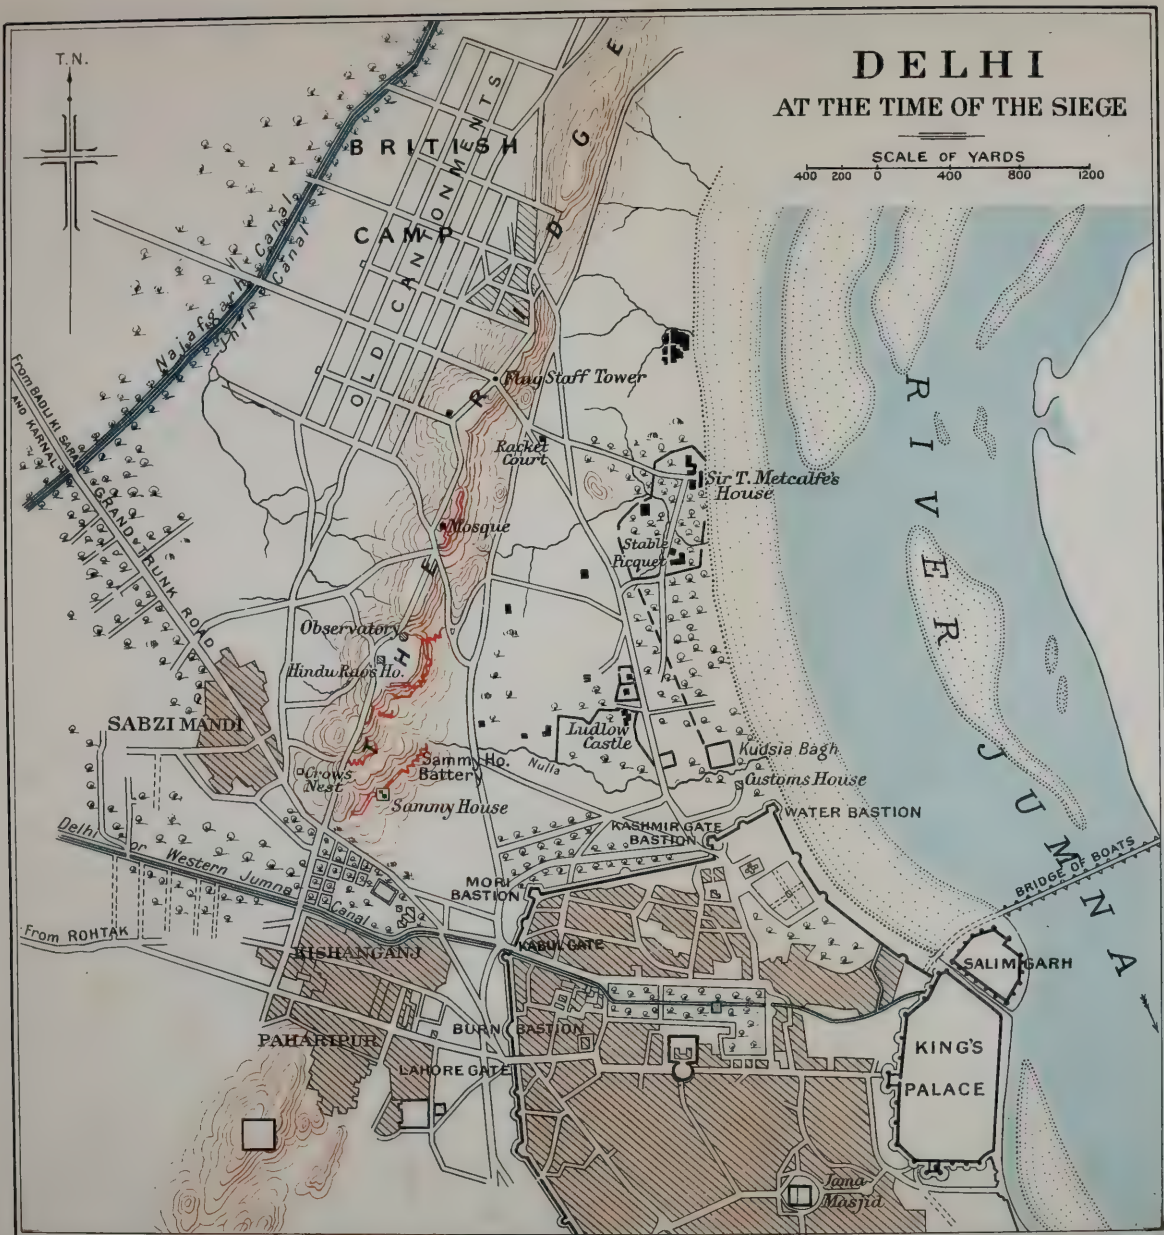 DELHI
AT THE TIME OF THE SIEGE
SCALE OF YARDS
400 200 0 400 800 1200
T.N.
BRITISH
CAMP
OLD CANTONMENTS
THE RIDGE
Najafgarh Canal
Jhil Canal
From BADLI KI SARAI
AND KARNAL
GRAND TRUNK ROAD
Flag Staff Tower
Racket
Court
Sir T. Metcalfe's
House
Mosque
Stable
Picquet
RIVER JUMNA
Observatory
Hindu Rao's Ho.
SABZI MANDI
Ludlow
Castle
Kudsia Bagh
Customs House
Crows
Nest
Sammy Ho.
Battery
Nulla
Sammy House
WATER BASTION
KASHMIR GATE
BASTION
BRIDGE OF BOATS
Delhi or Western Jumna Canal
MORI
BASTION
From ROHTAK
KISHANGANJ
KABUL GATE
SALIMGARH
PAHARIPUR
BURN BASTION
LAHORE GATE
KING'S
PALACE
Jama
Masjid